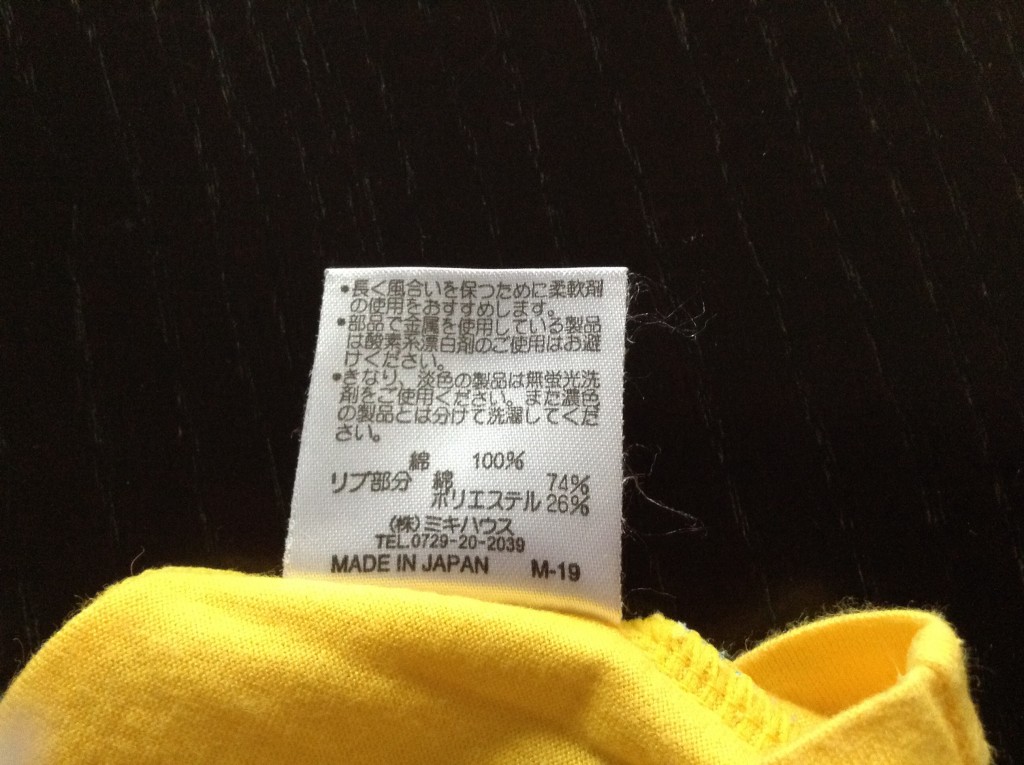 •長く風合いを保つために柔軟剤
の使用をおすすめします。
•部品で金属を使用している製品
は酸素系漂白剤のご使用はお避
けください。
•きなり、淡色の製品は無蛍光洗
剤をご使用ください。また濃色
の製品とは分けて洗濯してくだ
さい。
綿 100%
リブ部分 綿 74%
ポリエステル 26%
(株)ミキハウス
TEL.0729-20-2039
MADE IN JAPAN M-19